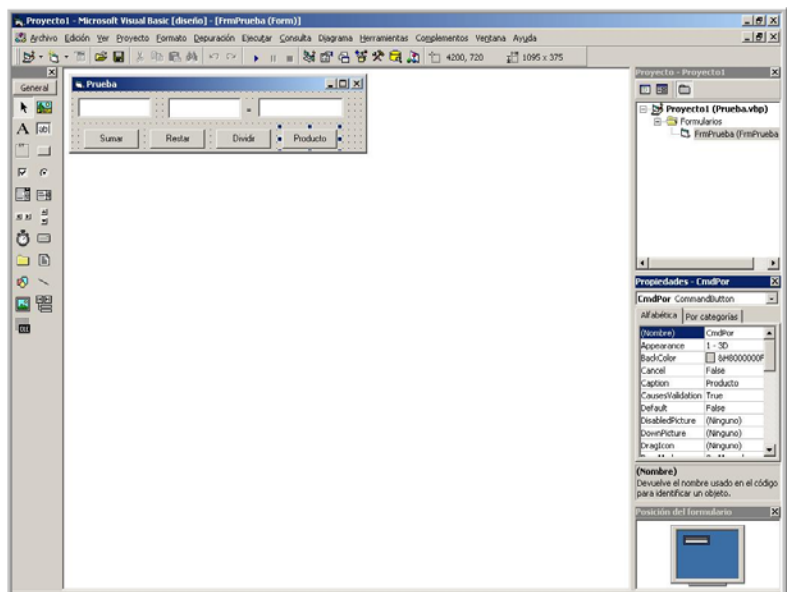 Proyecto1 - Microsoft Visual Basic [diseño] - [FrmPrueba (Form)]
Archivo Edición Ver Proyecto Formato Depuración Ejecutar Consulta Diagrama Herramientas Complementos Ventana Ayuda
4200, 720 1095 x 375
General
Prueba
=
Sumar Restar Dividir Producto
Proyecto - Proyecto1
Proyecto1 (Prueba.vbp)
Formularios
FrmPrueba (FrmPrueba
Propiedades - CmdPor
CmdPor CommandButton
Alfabética Por categorías
(Nombre) CmdPor
Appearance 1 - 3D
BackColor &H8000000F
Cancel False
Caption Producto
CausesValidation True
Default False
DisabledPicture (Ninguno)
DownPicture (Ninguno)
DragIcon (Ninguno)
(Nombre)
Devuelve el nombre usado en el código
para identificar un objeto.
Posición del formulario